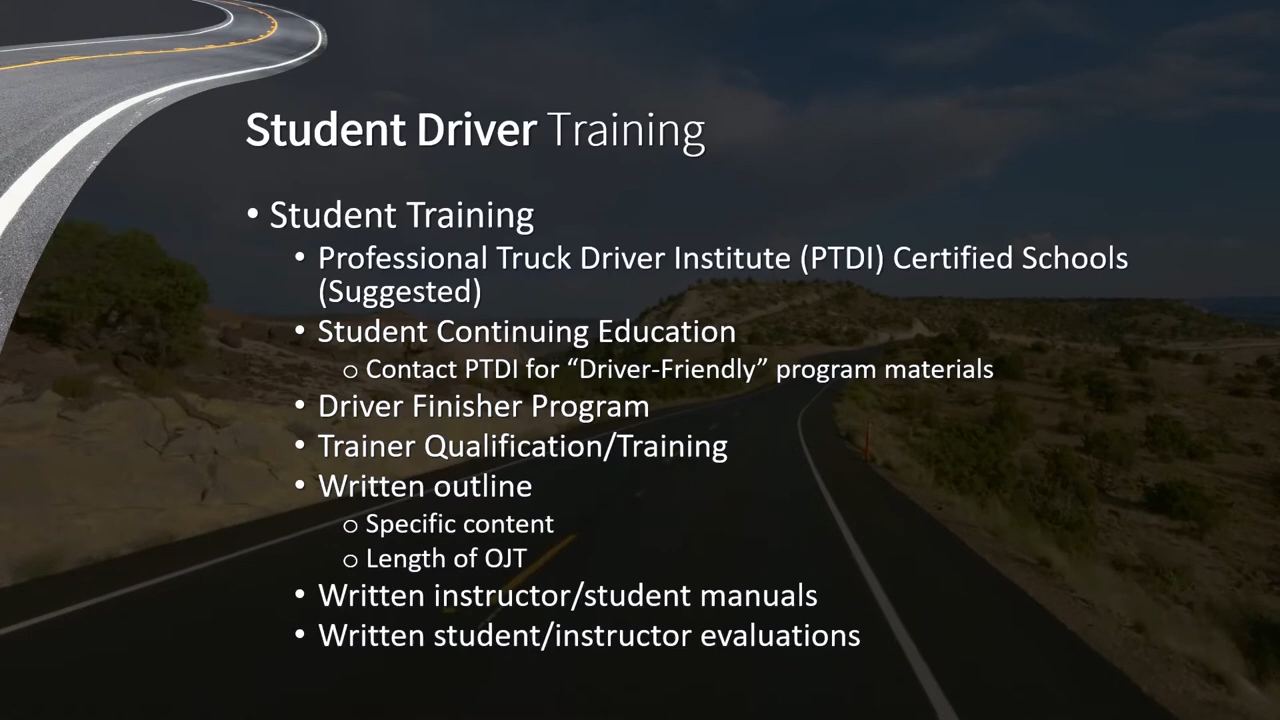 Student Driver Training
• Student Training
• Professional Truck Driver Institute (PTDI) Certified Schools
(Suggested)
• Student Continuing Education
o Contact PTDI for “Driver-Friendly” program materials
• Driver Finisher Program
• Trainer Qualification/Training
• Written outline
o Specific content
o Length of OJT
• Written instructor/student manuals
• Written student/instructor evaluations